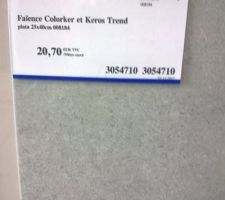 Faïence Colorker et Keros Trend
plata 25x40cm 008184
20,70
3054710 3054710